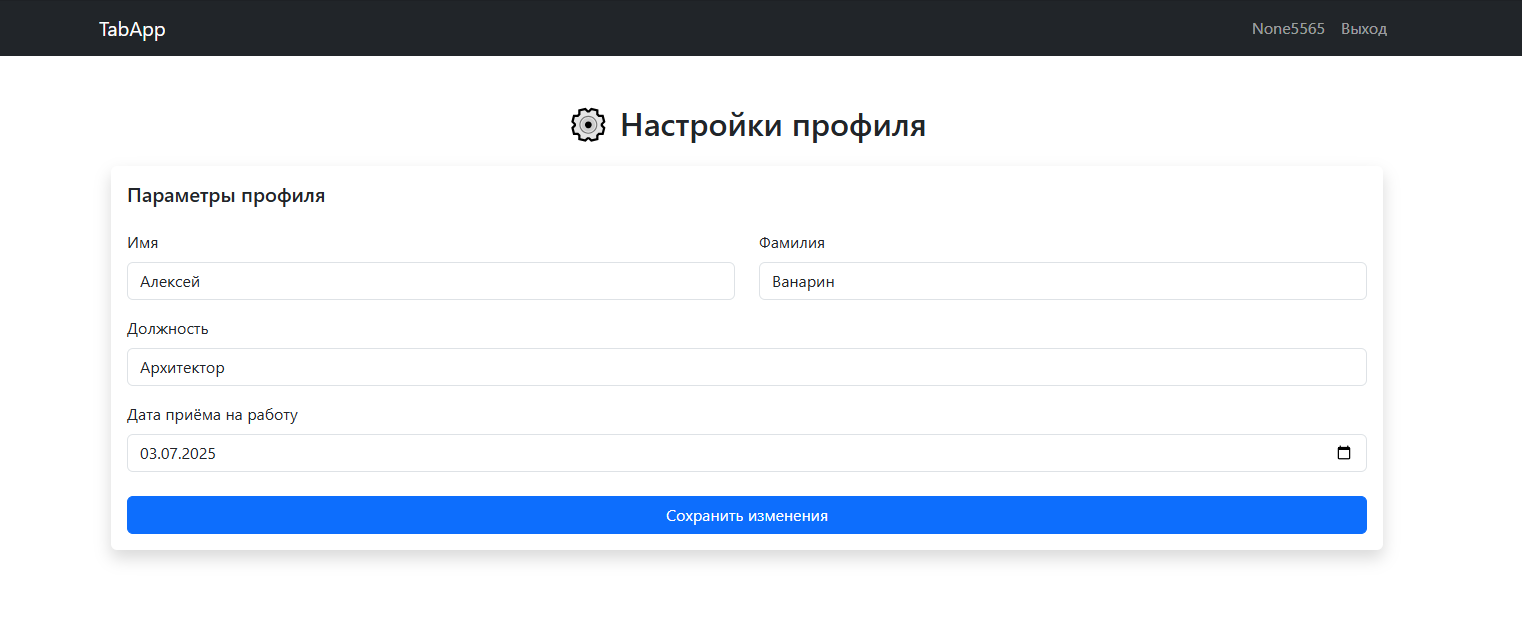 TabApp
None5565 Выход
Настройки профиля
Параметры профиля
Имя Фамилия
Алексей Ванарин
Должность
Архитектор
Дата приёма на работу
03.07.2025
Сохранить изменения